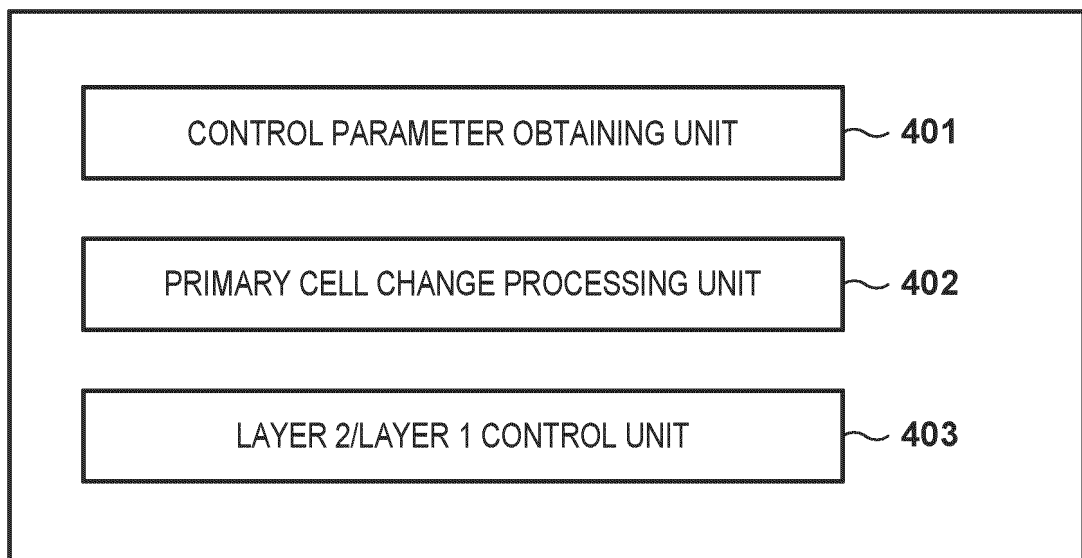 CONTROL PARAMETER OBTAINING UNIT 401
PRIMARY CELL CHANGE PROCESSING UNIT 402
LAYER 2/LAYER 1 CONTROL UNIT 403